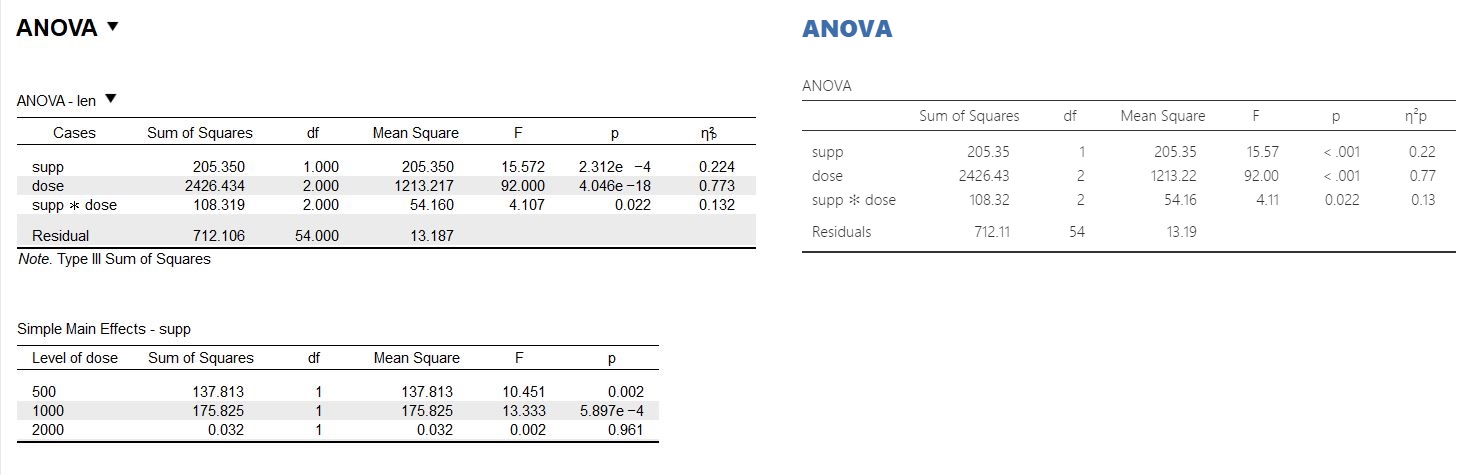 ANOVA ▼
ANOVA - len ▼
Cases Sum of Squares df Mean Square F p η²p
supp 205.350 1.000 205.350 15.572 2.312e −4 0.224
dose 2426.434 2.000 1213.217 92.000 4.046e −18 0.773
supp ✻ dose 108.319 2.000 54.160 4.107 0.022 0.132
Residual 712.106 54.000 13.187
Note. Type III Sum of Squares
Simple Main Effects - supp
Level of dose Sum of Squares df Mean Square F p
500 137.813 1 137.813 10.451 0.002
1000 175.825 1 175.825 13.333 5.897e −4
2000 0.032 1 0.032 0.002 0.961
ANOVA
ANOVA
Sum of Squares df Mean Square F p η²p
supp 205.35 1 205.35 15.57 < .001 0.22
dose 2426.43 2 1213.22 92.00 < .001 0.77
supp ✻ dose 108.32 2 54.16 4.11 0.022 0.13
Residuals 712.11 54 13.19